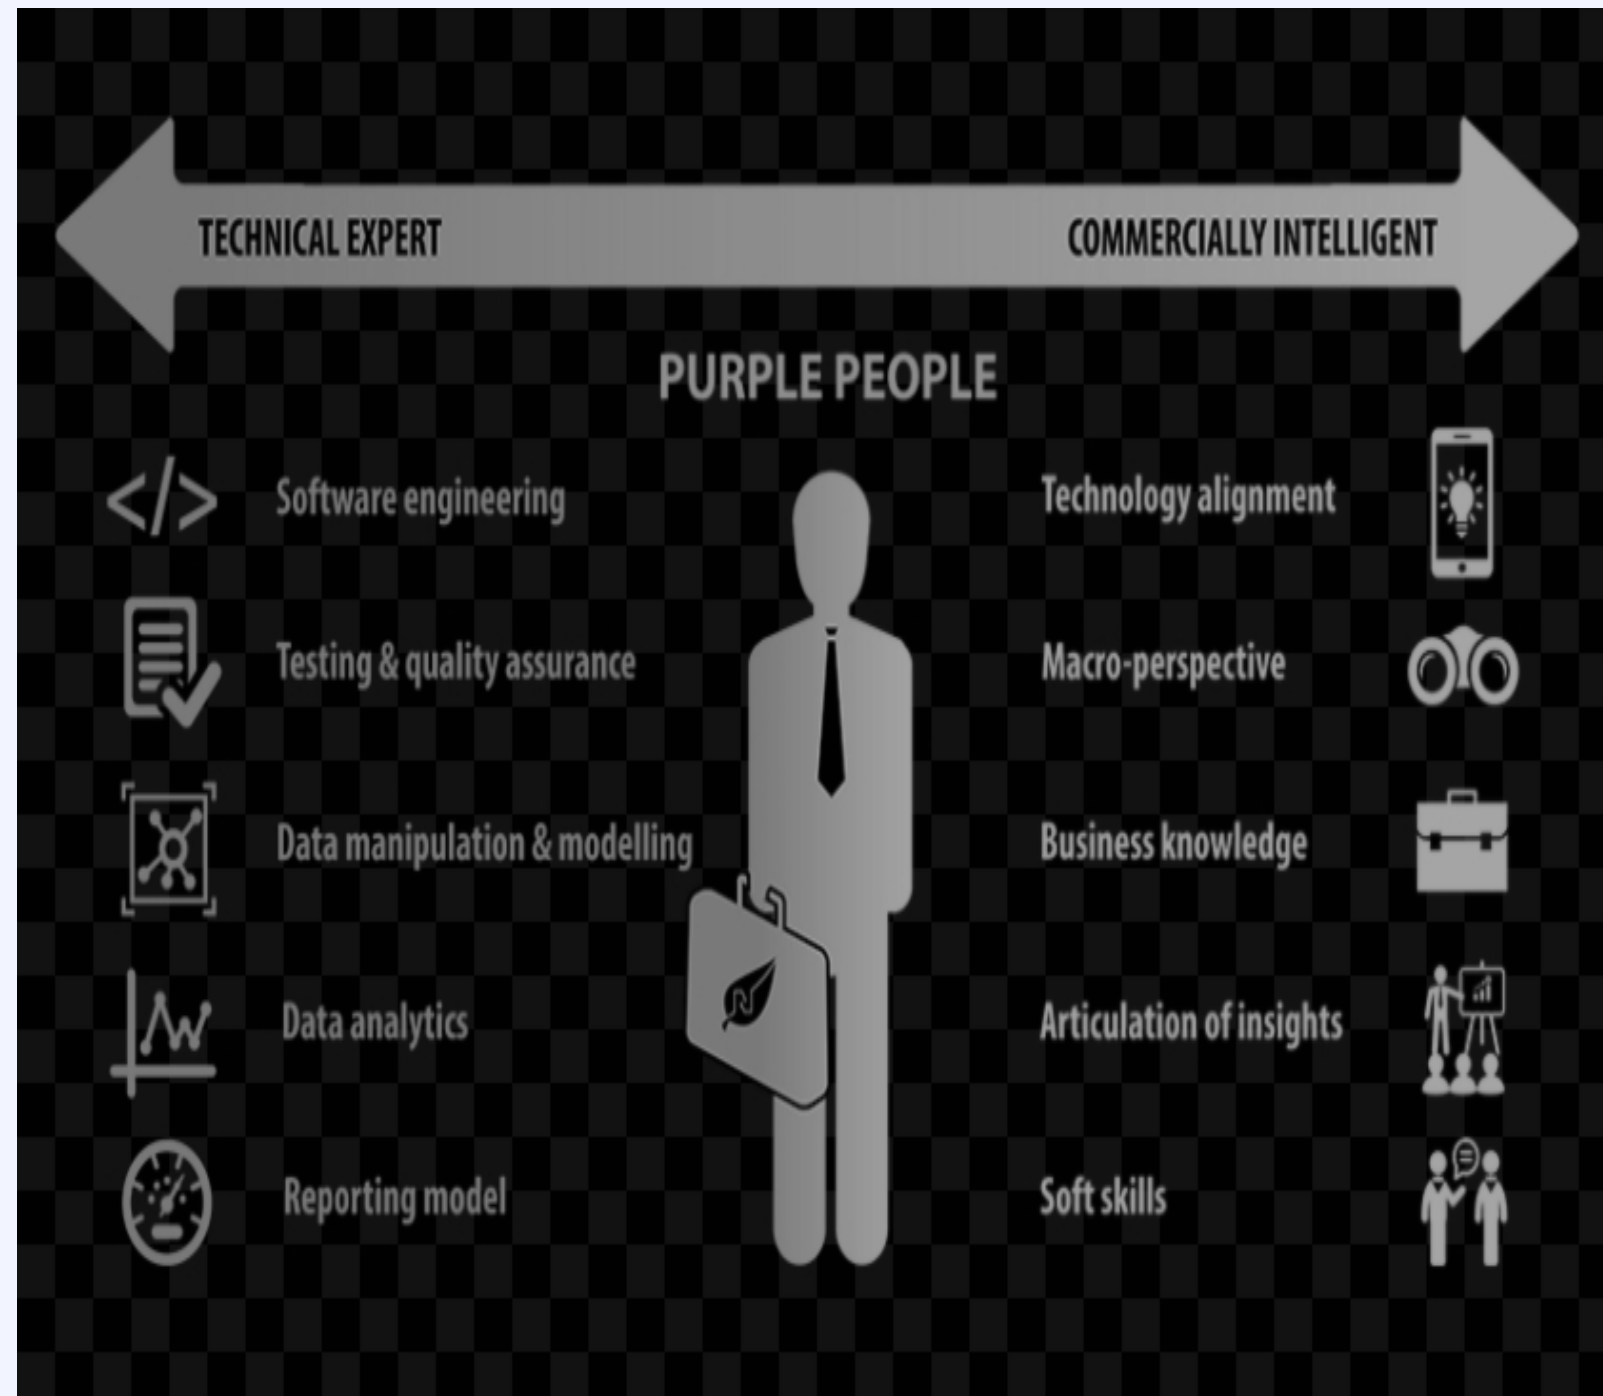 TECHNICAL EXPERT
COMMERCIALLY INTELLIGENT
PURPLE PEOPLE
Software engineering
Testing & quality assurance
Data manipulation & modelling
Data analytics
Reporting model
Technology alignment
Macro-perspective
Business knowledge
Articulation of insights
Soft skills